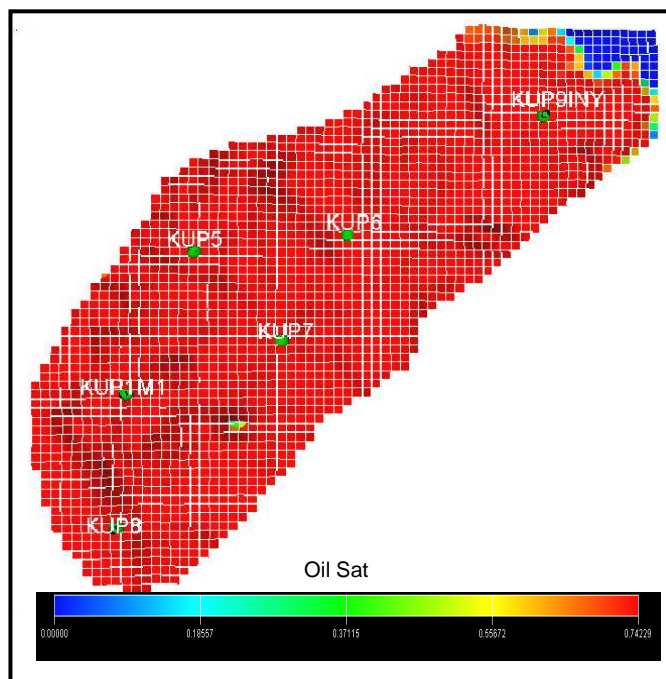 KUP9INY
KUP6
KUP5
KUP7
KUP1M1
KUP8
Oil Sat
0.00000 0.18557 0.37115 0.55672 0.74229